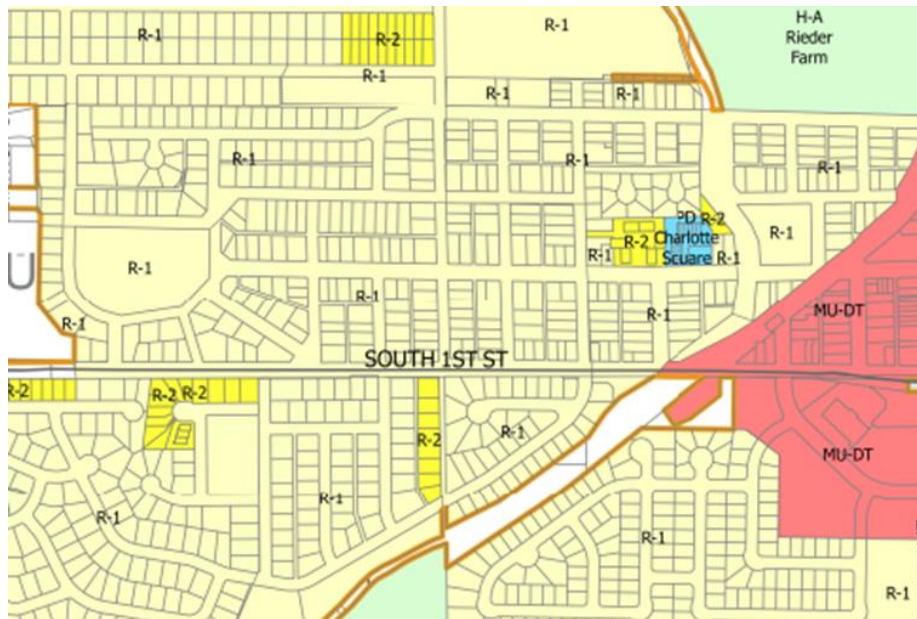 H-A
Rieder
Farm
R-1
R-2
R-1
R-1
R-1
R-1
R-1
R-1
R-1
PD R-2
R-2
Charlotte
R-1
R-1
Square
R-1
R-1
U
R-1
R-1
R-1
MU-DT
SOUTH 1ST ST
R-2
R-2
R-2
R-2
R-1
MU-DT
R-1
R-1
R-1
R-1